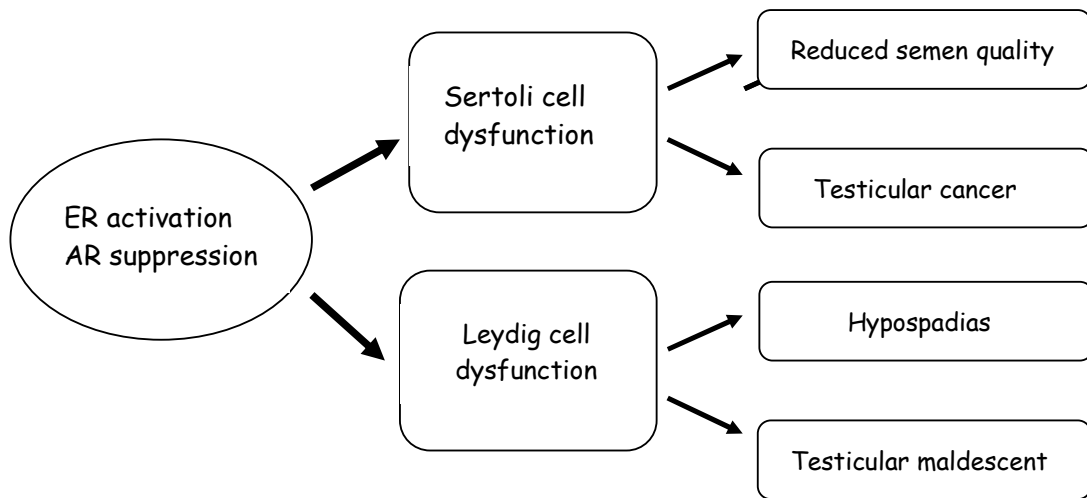 ER activation
AR suppression
Sertoli cell
dysfunction
Leydig cell
dysfunction
Reduced semen quality
Testicular cancer
Hypospadias
Testicular maldescent